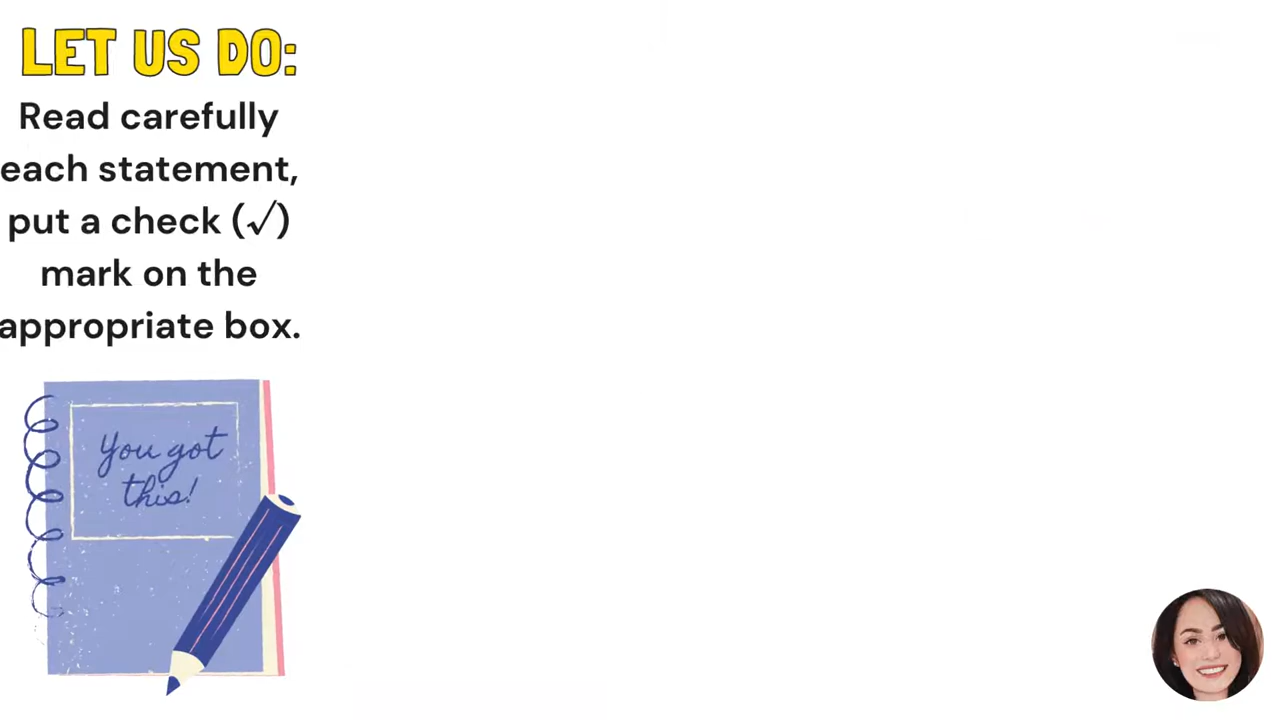 LET US DO:
Read carefully
each statement,
put a check (√)
mark on the
appropriate box.
You got
this!